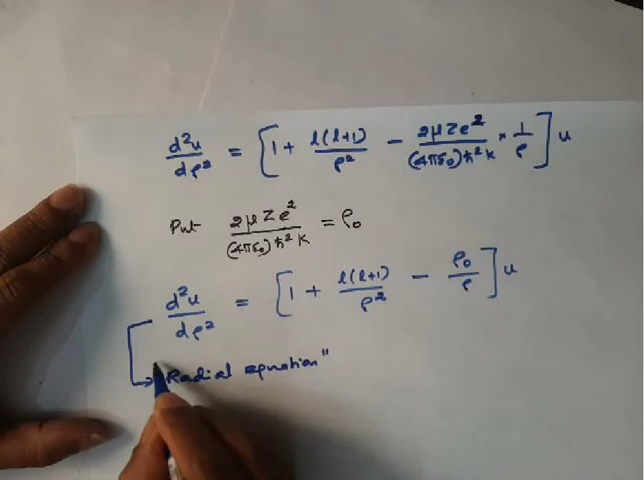 d²u/dρ² = [1 + l(l+1)/ρ² − 2μZe²/(4πε₀)ħ²k × 1/ρ] u
Put 2μZe²/(4πε₀)ħ²k = ρ₀
d²u/dρ² = [1 + l(l+1)/ρ² − ρ₀/ρ] u
Radial equation"